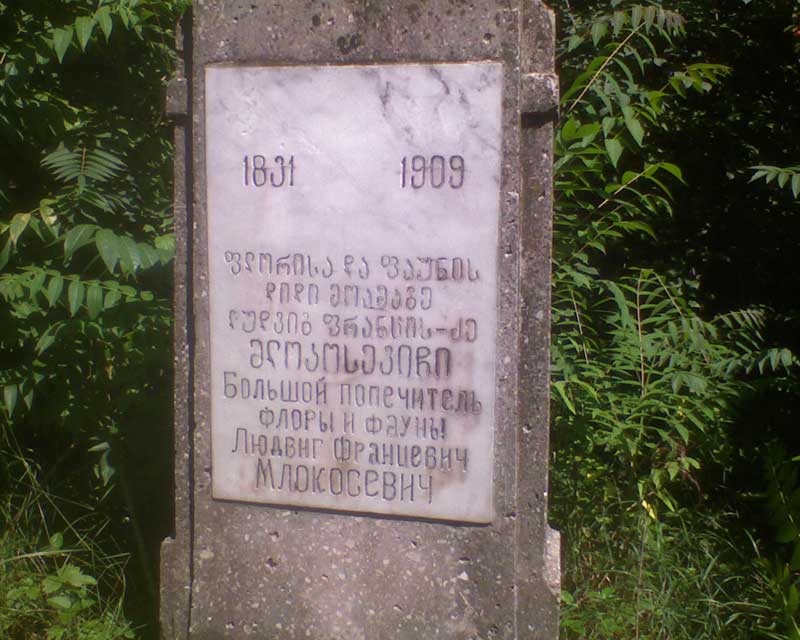 1831 1909
ფლორისა და ფაუნის
დიდი მოამაგე
ლუდვიგ ფრანცის-ძე
მლოკოსევიჩი
Большой попечитель
флоры и фауны
Людвиг Францевич
Млокосевич